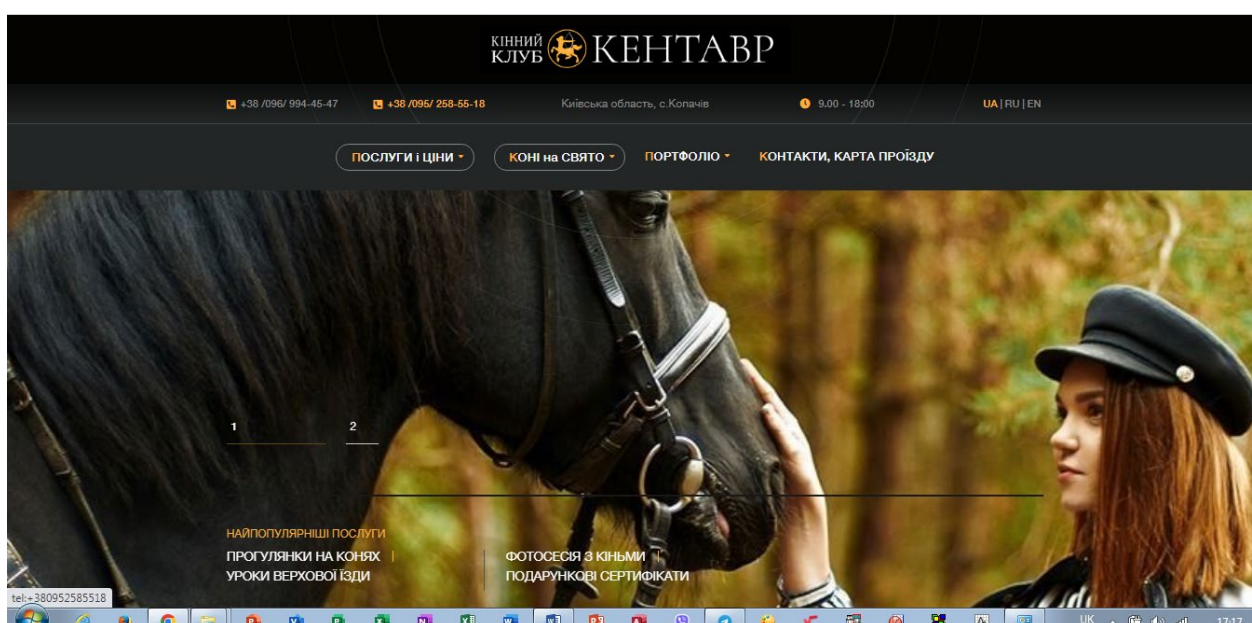 КІННИЙ КЛУБ КЕНТАВР
+38 /096/ 994-45-47 +38 /095/ 258-55-18 Київська область, с.Копачів 9.00 - 18:00 UA | RU | EN
ПОСЛУГИ і ЦІНИ КОНІ на СВЯТО ПОРТФОЛІО КОНТАКТИ, КАРТА ПРОЇЗДУ
1 2
НАЙПОПУЛЯРНІШІ ПОСЛУГИ
ПРОГУЛЯНКИ НА КОНЯХ | ФОТОСЕСІЯ З КІНЬМИ |
УРОКИ ВЕРХОВОЇ ЇЗДИ ПОДАРУНКОВІ СЕРТИФІКАТИ
tel:+380952585518
UK 17:17